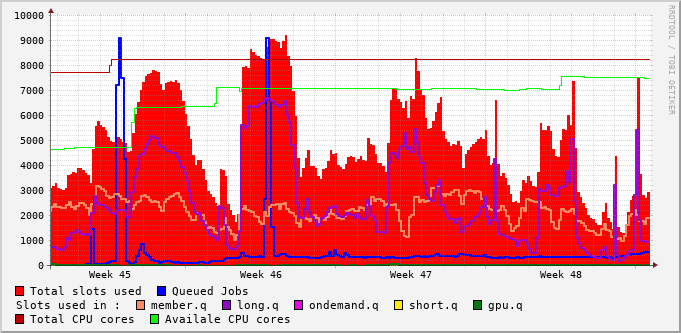 10000
9000
8000
7000
6000
5000
4000
3000
2000
1000
0
Week 45 Week 46 Week 47 Week 48
RRDTOOL / TOBI OETIKER
Total slots used Queued Jobs
Slots used in : member.q long.q ondemand.q short.q gpu.q
Total CPU cores Availale CPU cores